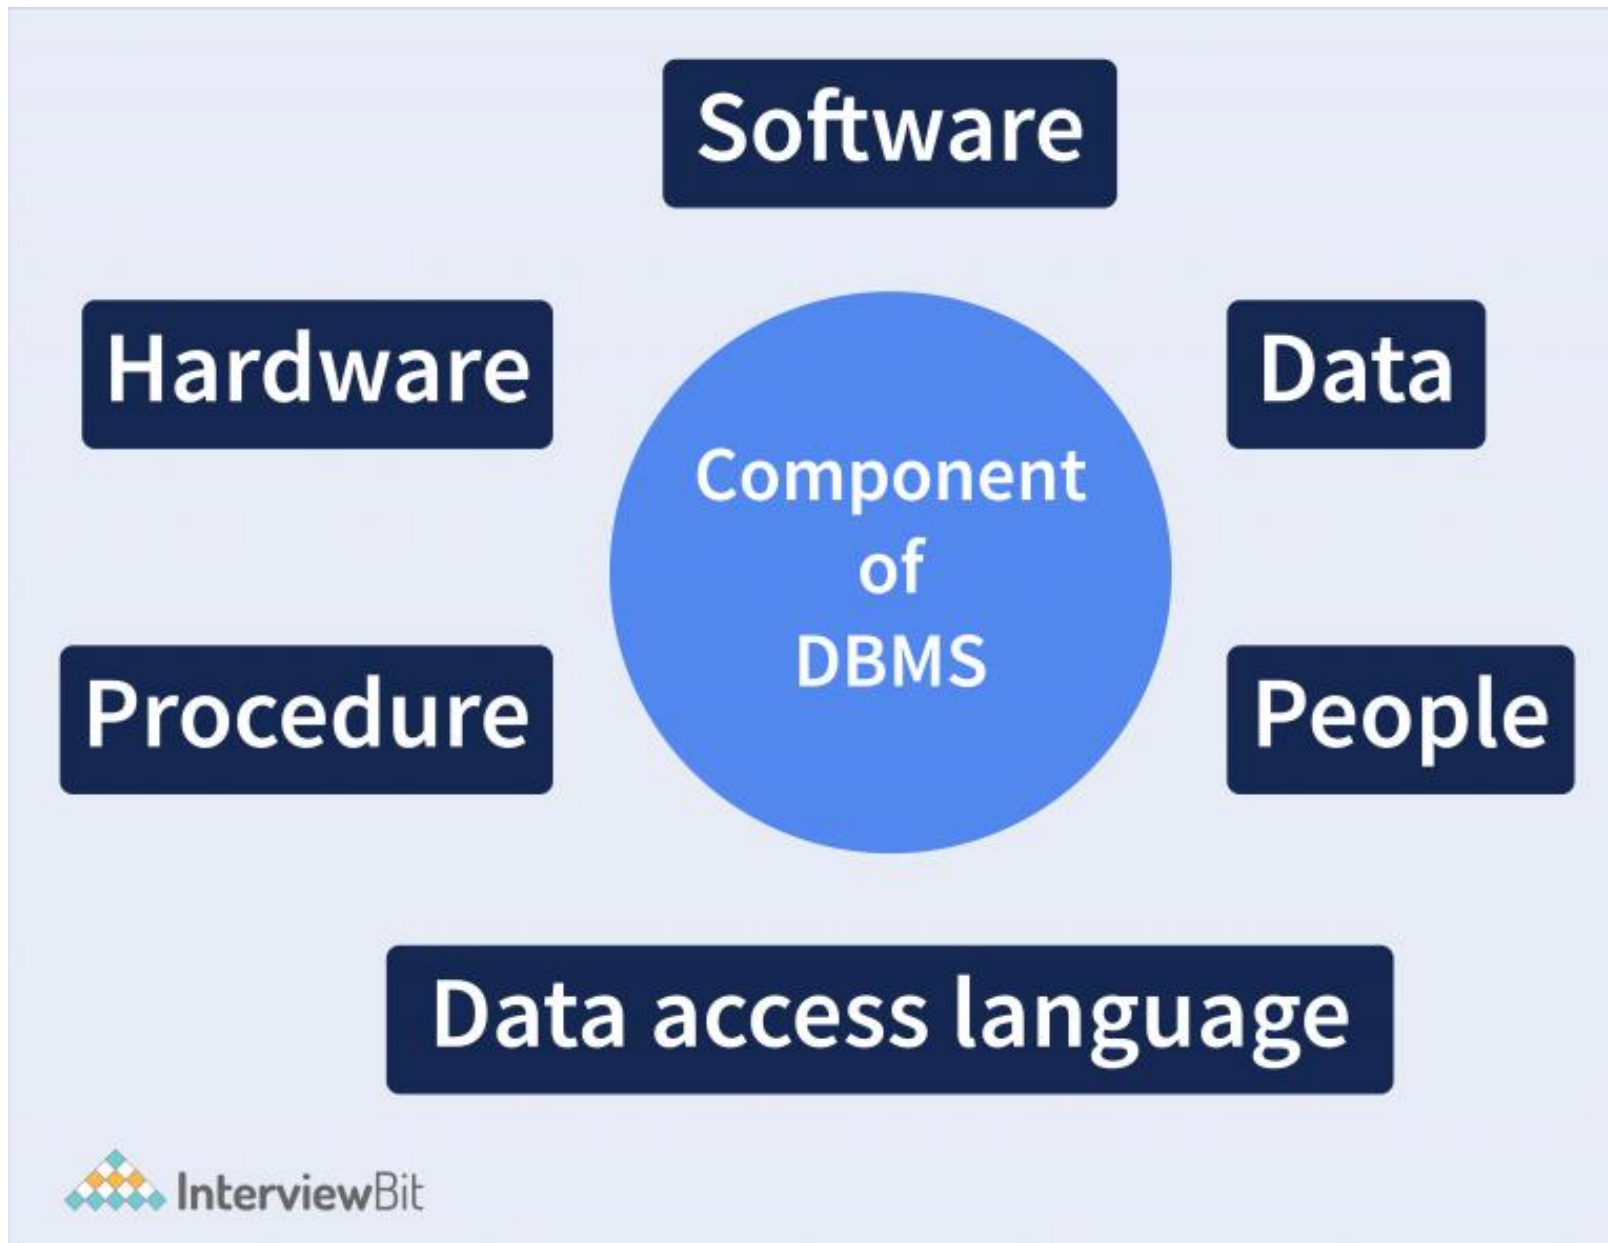 Software
Hardware
Data
Component
of
DBMS
Procedure
People
Data access language
InterviewBit